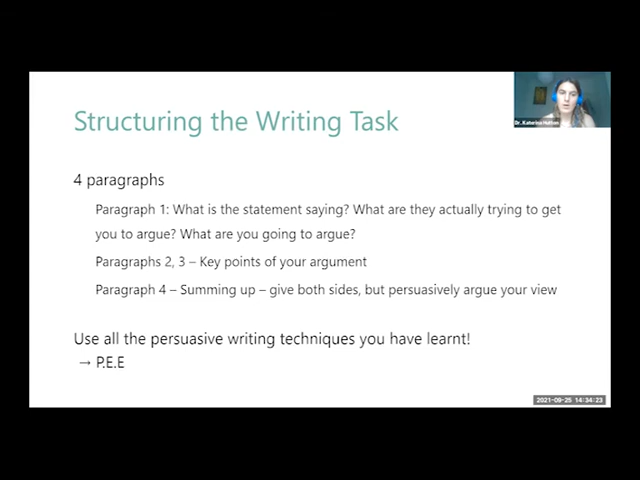 Structuring the Writing Task
4 paragraphs
Paragraph 1: What is the statement saying? What are they actually trying to get
you to argue? What are you going to argue?
Paragraphs 2, 3 – Key points of your argument
Paragraph 4 – Summing up – give both sides, but persuasively argue your view
Use all the persuasive writing techniques you have learnt!
→ P.E.E
2021-09-25 14:34:23